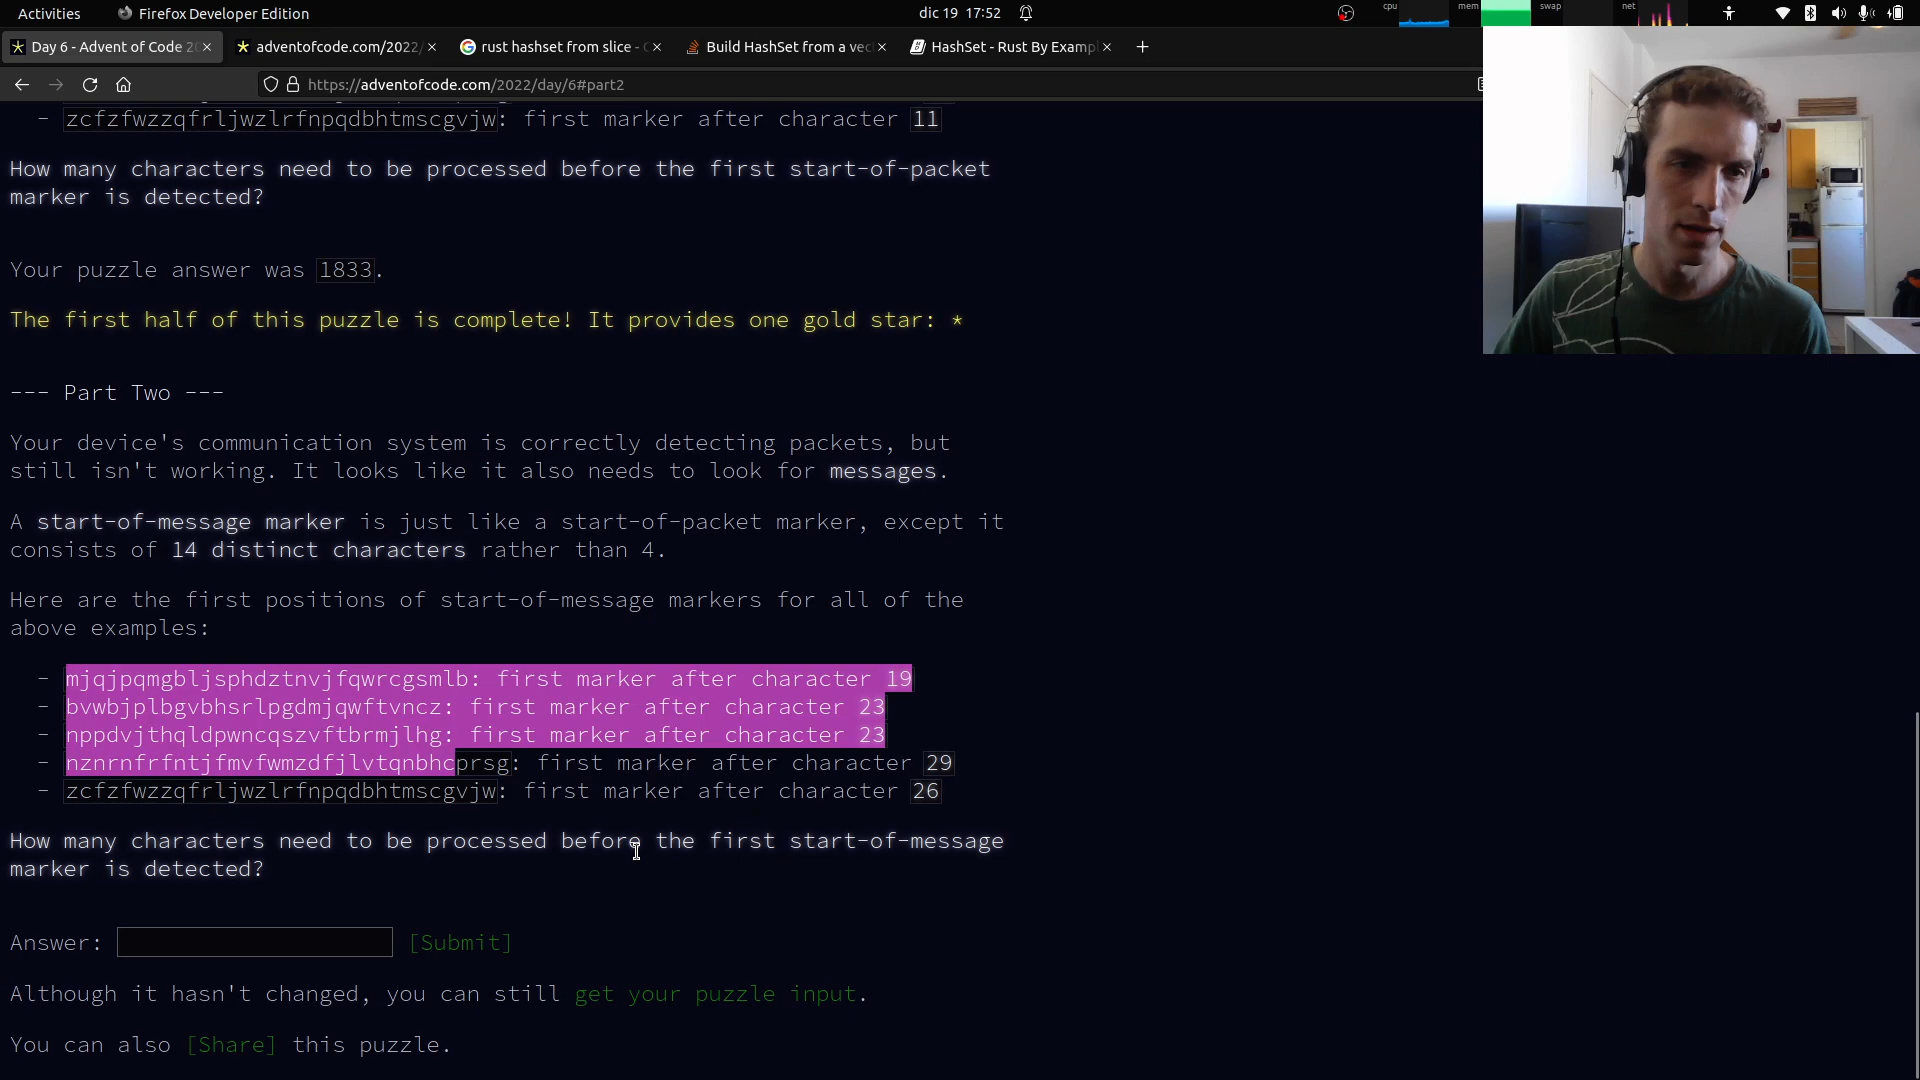 Activities
Firefox Developer Edition
dic 19 17:52
cpu
mem
swap
net
Day 6 - Advent of Code 20
adventofcode.com/2022/
rust hashset from slice -
Build HashSet from a vec
HashSet - Rust By Exampl
https://adventofcode.com/2022/day/6#part2
- zcfzfwzzqfrljwzlrfnpqdbhtmscgvjw: first marker after character 11
How many characters need to be processed before the first start-of-packet
marker is detected?
Your puzzle answer was 1833.
The first half of this puzzle is complete! It provides one gold star: *
--- Part Two ---
Your device's communication system is correctly detecting packets, but
still isn't working. It looks like it also needs to look for messages.
A start-of-message marker is just like a start-of-packet marker, except it
consists of 14 distinct characters rather than 4.
Here are the first positions of start-of-message markers for all of the
above examples:
- mjqjpqmgbljsphdztnvjfqwrcgsmlb: first marker after character 19
- bvwbjplbgvbhsrlpgdmjqwftvncz: first marker after character 23
- nppdvjthqldpwncqszvftbrmjlhg: first marker after character 23
- nznrnfrfntjfmvfwmzdfjlvtqnbhcprsg: first marker after character 29
- zcfzfwzzqfrljwzlrfnpqdbhtmscgvjw: first marker after character 26
How many characters need to be processed before the first start-of-message
marker is detected?
Answer:
[Submit]
Although it hasn't changed, you can still get your puzzle input.
You can also [Share] this puzzle.